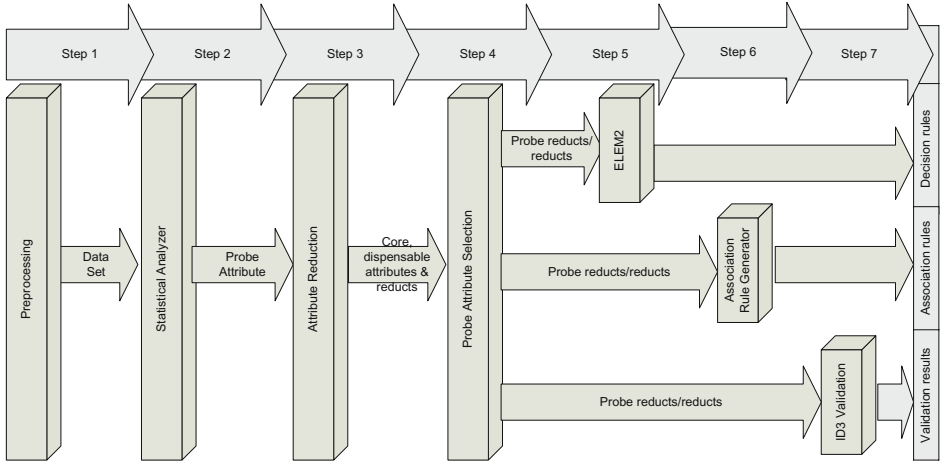 Step 1
Step 2
Step 3
Step 4
Step 5
Step 6
Step 7
Preprocessing
Data
Set
Statistical Analyzer
Probe
Attribute
Attribute Reduction
Core,
dispensable
attributes &
reducts
Probe Attribute Selection
Probe reducts/
reducts
ELEM2
Decision rules
Probe reducts/reducts
Association
Rule Generator
Association rules
Probe reducts/reducts
ID3 Validation
Validation results